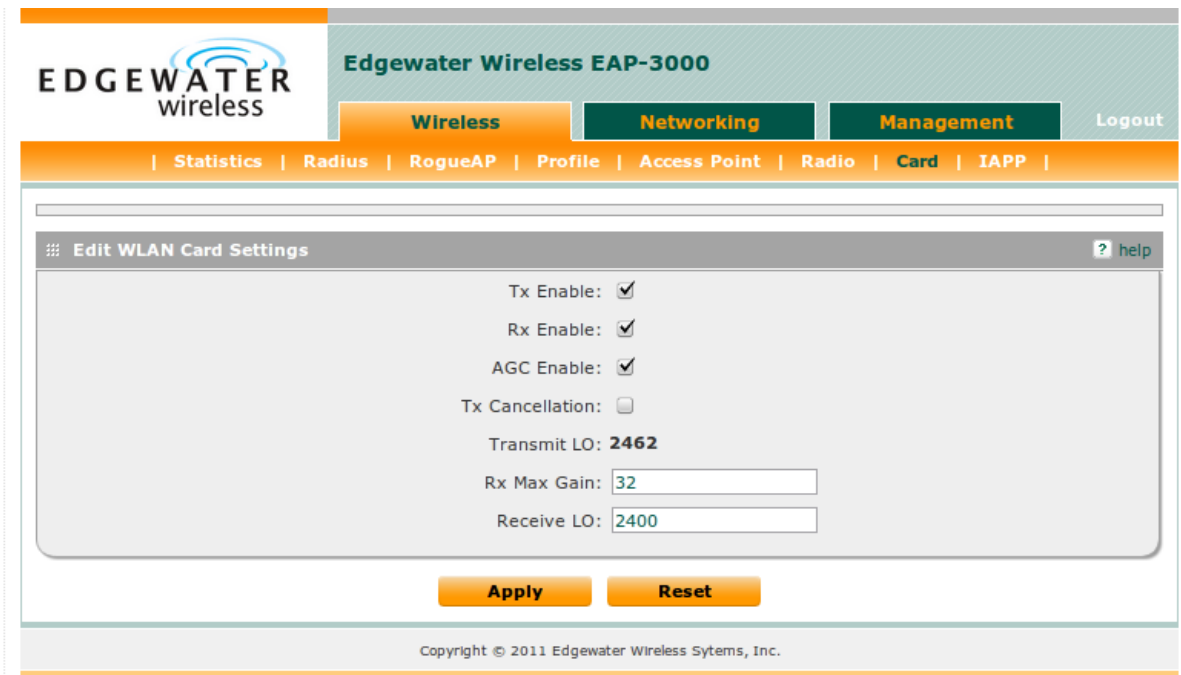 EDGEWATER
wireless
Edgewater Wireless EAP-3000
Wireless Networking Management Logout
| Statistics | Radius | RogueAP | Profile | Access Point | Radio | Card | IAPP |
Edit WLAN Card Settings ? help
Tx Enable:
Rx Enable:
AGC Enable:
Tx Cancellation:
Transmit LO: 2462
Rx Max Gain: 32
Receive LO: 2400
Apply Reset
Copyright © 2011 Edgewater Wireless Sytems, Inc.